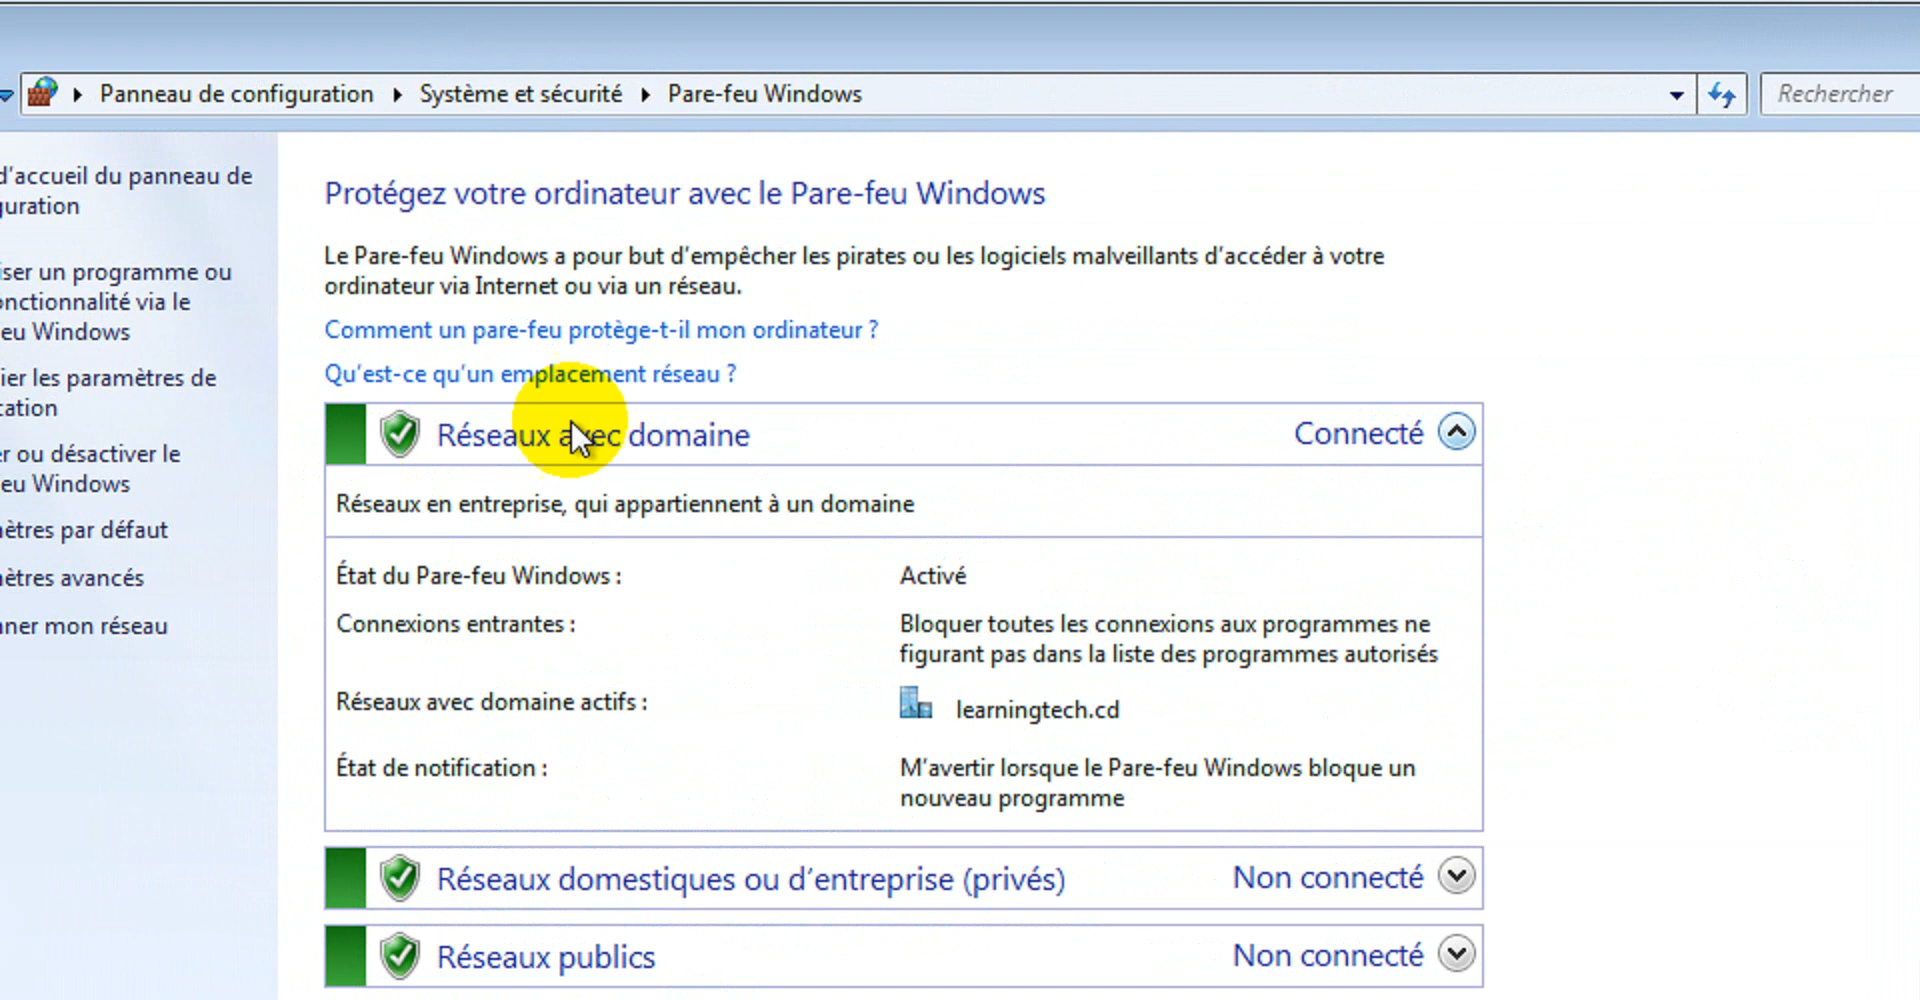 Panneau de configuration Système et sécurité Pare-feu Windows
Rechercher
d'accueil du panneau de
guration
iser un programme ou
onctionnalité via le
eu Windows
ier les paramètres de
cation
er ou désactiver le
eu Windows
ètres par défaut
ètres avancés
nner mon réseau
Protégez votre ordinateur avec le Pare-feu Windows
Le Pare-feu Windows a pour but d'empêcher les pirates ou les logiciels malveillants d'accéder à votre
ordinateur via Internet ou via un réseau.
Comment un pare-feu protège-t-il mon ordinateur ?
Qu'est-ce qu'un emplacement réseau ?
Réseaux avec domaine Connecté
Réseaux en entreprise, qui appartiennent à un domaine
État du Pare-feu Windows : Activé
Connexions entrantes : Bloquer toutes les connexions aux programmes ne
figurant pas dans la liste des programmes autorisés
Réseaux avec domaine actifs : learningtech.cd
État de notification : M'avertir lorsque le Pare-feu Windows bloque un
nouveau programme
Réseaux domestiques ou d'entreprise (privés) Non connecté
Réseaux publics Non connecté